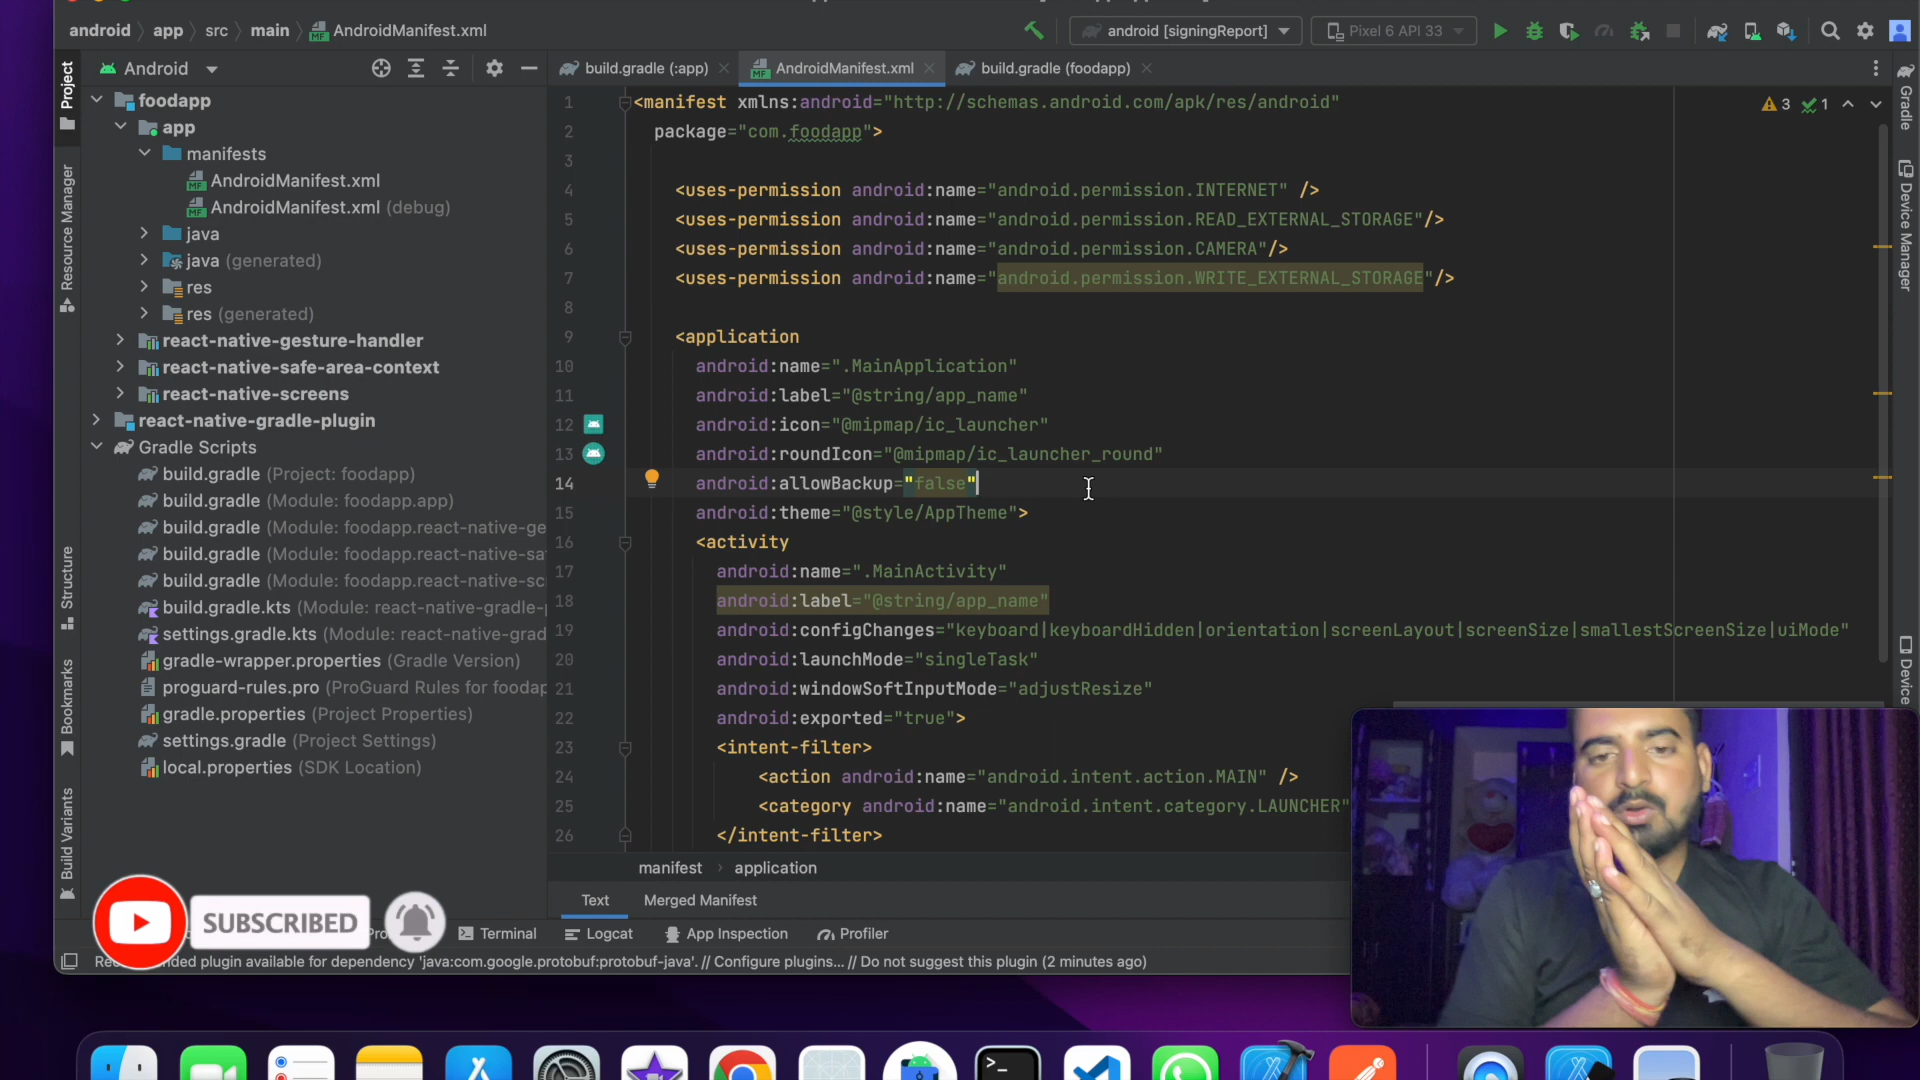 android app src main AndroidManifest.xml
android [signingReport]
Pixel 6 API 33
Project
Resource Manager
Structure
Bookmarks
Build Variants
Android
foodapp
app
manifests
AndroidManifest.xml
AndroidManifest.xml (debug)
java
java (generated)
res
res (generated)
react-native-gesture-handler
react-native-safe-area-context
react-native-screens
react-native-gradle-plugin
Gradle Scripts
build.gradle (Project: foodapp)
build.gradle (Module: foodapp.app)
build.gradle (Module: foodapp.react-native-ge
build.gradle (Module: foodapp.react-native-sa
build.gradle (Module: foodapp.react-native-sc
build.gradle.kts (Module: react-native-gradle-
settings.gradle.kts (Module: react-native-grad
gradle-wrapper.properties (Gradle Version)
proguard-rules.pro (ProGuard Rules for foodap
gradle.properties (Project Properties)
settings.gradle (Project Settings)
local.properties (SDK Location)
build.gradle (:app) AndroidManifest.xml build.gradle (foodapp)
3 1
1 <manifest xmlns:android="http://schemas.android.com/apk/res/android"
2 package="com.foodapp">
3
4 <uses-permission android:name="android.permission.INTERNET" />
5 <uses-permission android:name="android.permission.READ_EXTERNAL_STORAGE"/>
6 <uses-permission android:name="android.permission.CAMERA"/>
7 <uses-permission android:name="android.permission.WRITE_EXTERNAL_STORAGE"/>
8
9 <application
10 android:name=".MainApplication"
11 android:label="@string/app_name"
12 android:icon="@mipmap/ic_launcher"
13 android:roundIcon="@mipmap/ic_launcher_round"
14 android:allowBackup="false"
15 android:theme="@style/AppTheme">
16 <activity
17 android:name=".MainActivity"
18 android:label="@string/app_name"
19 android:configChanges="keyboard|keyboardHidden|orientation|screenLayout|screenSize|smallestScreenSize|uiMode"
20 android:launchMode="singleTask"
21 android:windowSoftInputMode="adjustResize"
22 android:exported="true">
23 <intent-filter>
24 <action android:name="android.intent.action.MAIN" />
25 <category android:name="android.intent.category.LAUNCHER"
26 </intent-filter>
manifest application
Text Merged Manifest
Gradle
Device Manager
Device
SUBSCRIBED
Terminal Logcat App Inspection Profiler
plugin available for dependency 'java:com.google.protobuf:protobuf-java'. // Configure plugins... // Do not suggest this plugin (2 minutes ago)